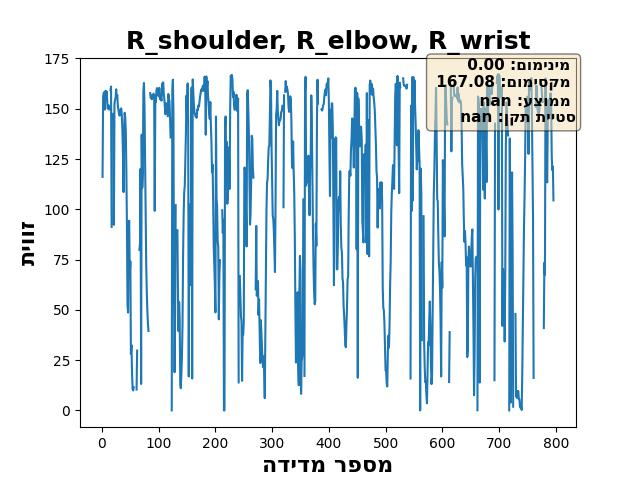 R_shoulder, R_elbow, R_wrist
מינימום: 0.00
מקסימום: 167.08
ממוצע: nan
סטיית תקן: nan
175
150
125
100
75
50
25
0
זווית
0 100 200 300 400 500 600 700 800
מספר מדידה